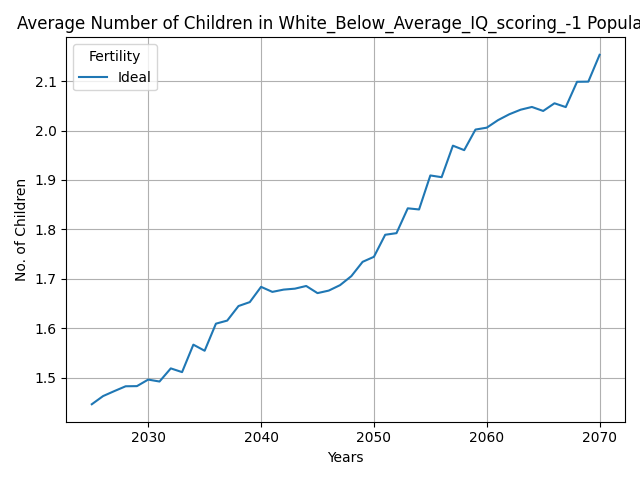 Average Number of Children in White_Below_Average_IQ_scoring_-1 Popula
Fertility
Ideal
2.1
2.0
1.9
1.8
1.7
1.6
1.5
No. of Children
2030 2040 2050 2060 2070
Years